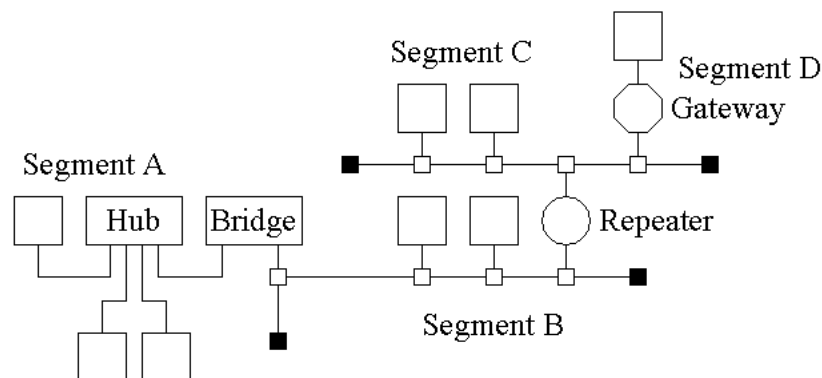 Segment C
Segment D
Gateway
Segment A
Hub
Bridge
Repeater
Segment B